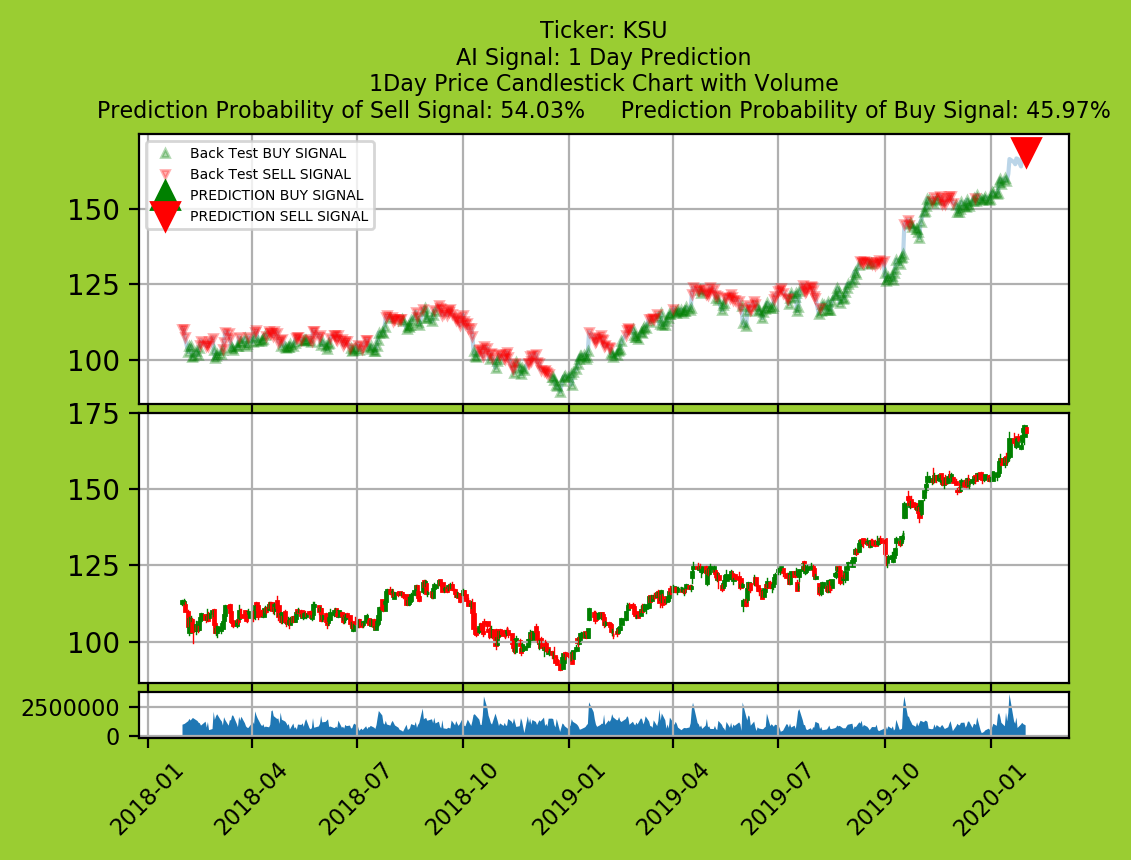 Ticker: KSU
AI Signal: 1 Day Prediction
1Day Price Candlestick Chart with Volume
Prediction Probability of Sell Signal: 54.03% Prediction Probability of Buy Signal: 45.97%
Back Test BUY SIGNAL
Back Test SELL SIGNAL
PREDICTION BUY SIGNAL
PREDICTION SELL SIGNAL
150
125
100
175
150
125
100
2500000
0
2018-01 2018-04 2018-07 2018-10 2019-01 2019-04 2019-07 2019-10 2020-01